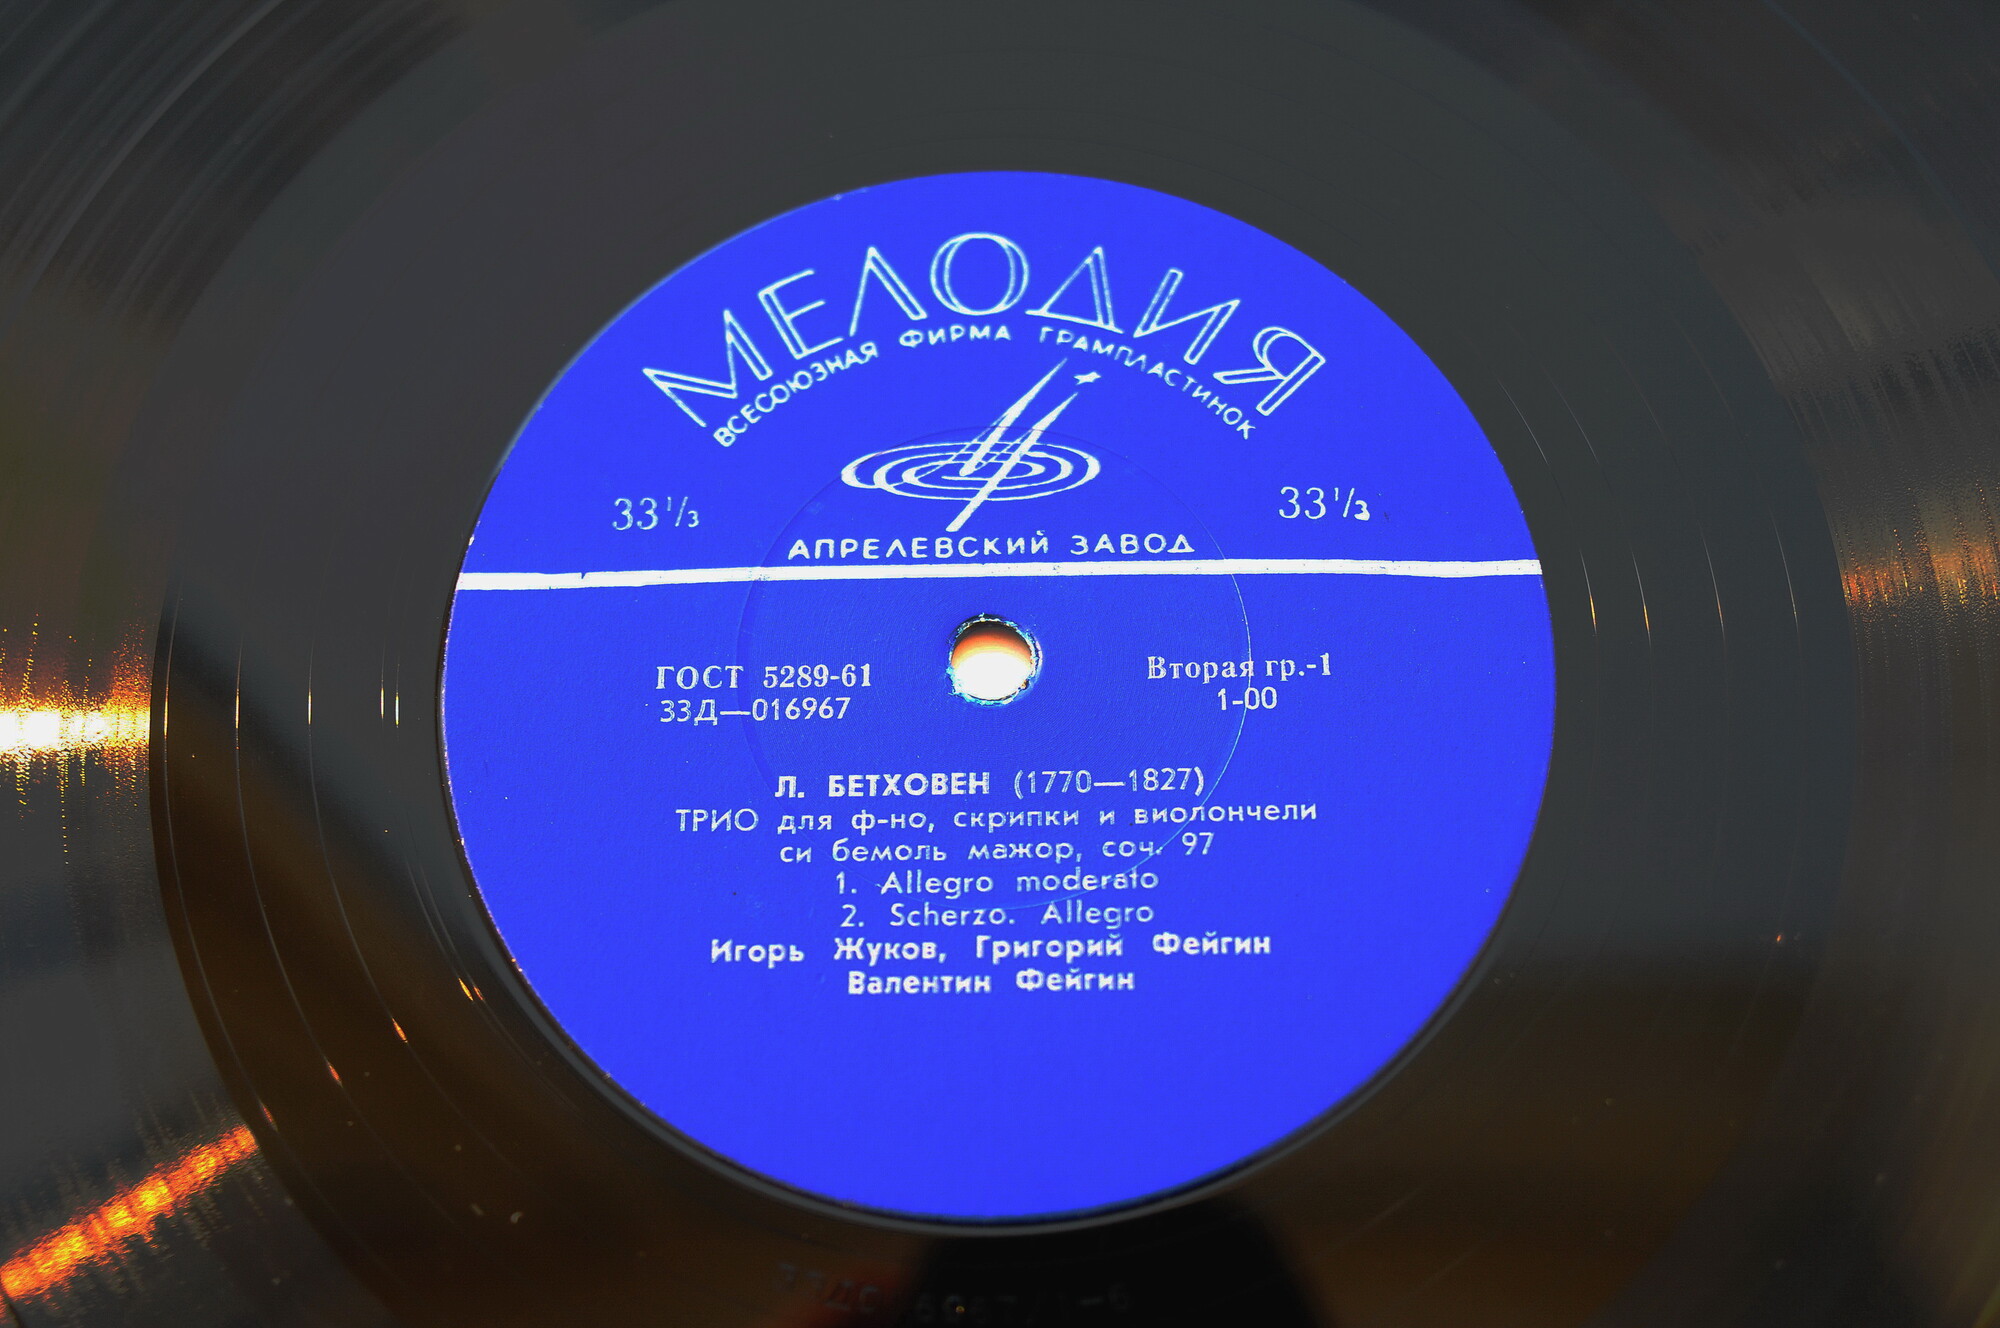 МЕЛОДИЯ
ВСЕСОЮЗНАЯ ФИРМА ГРАМПЛАСТИНОК
33⅓ 33⅓
АПРЕЛЕВСКИЙ ЗАВОД
ГОСТ 5289-61 Вторая гр.-1
33Д—016967 1-00
Л. БЕТХОВЕН (1770—1827)
ТРИО для ф-но, скрипки и виолончели
си бемоль мажор, соч. 97
1. Allegro moderato
2. Scherzo. Allegro
Игорь Жуков, Григорий Фейгин
Валентин Фейгин